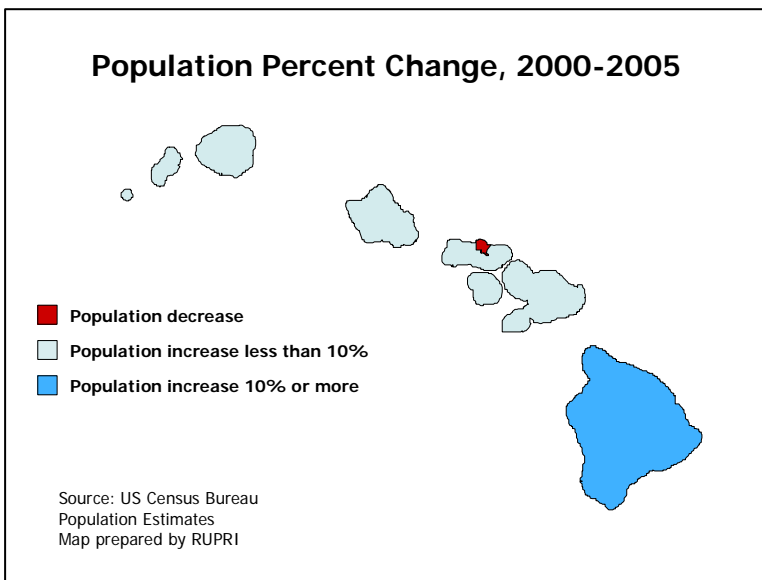 Population Percent Change, 2000-2005
Population decrease
Population increase less than 10%
Population increase 10% or more
Source: US Census Bureau
Population Estimates
Map prepared by RUPRI